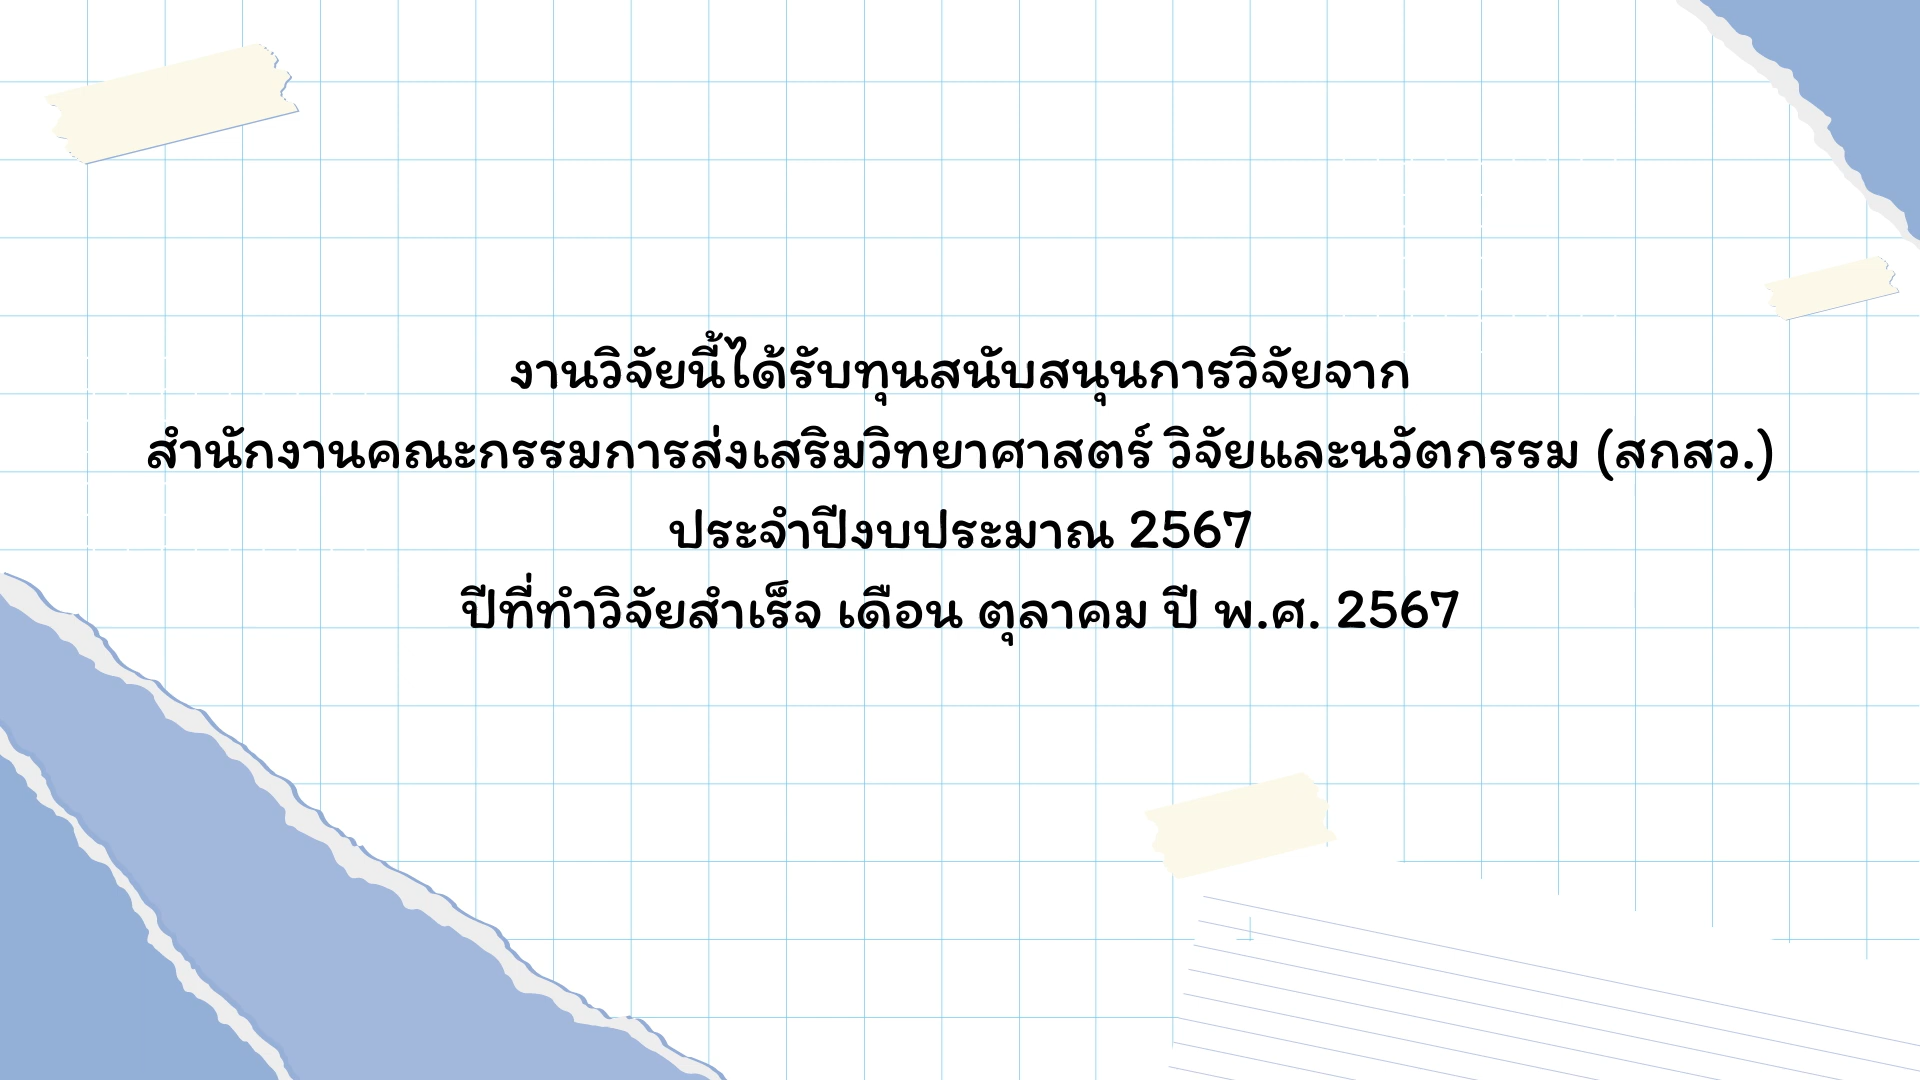 งานวิจัยนี้ได้รับทุนสนับสนุนการวิจัยจาก
สำนักงานคณะกรรมการส่งเสริมวิทยาศาสตร์ วิจัยและนวัตกรรม (สกสว.)
ประจำปีงบประมาณ 2567
ปีที่ทำวิจัยสำเร็จ เดือน ตุลาคม ปี พ.ศ. 2567